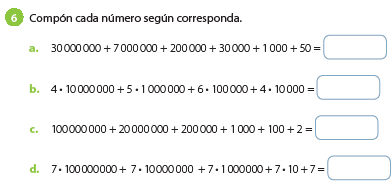 6 Compón cada número según corresponda.
a. 30 000 000 + 7 000 000 + 200 000 + 30 000 + 1 000 + 50 =
b. 4 • 10 000 000 + 5 • 1 000 000 + 6 • 100 000 + 4 • 10 000 =
c. 100 000 000 + 20 000 000 + 200 000 + 1 000 + 100 + 2 =
d. 7 • 100 000 000 + 7 • 10 000 000 + 7 • 1 000 000 + 7 • 10 + 7 =